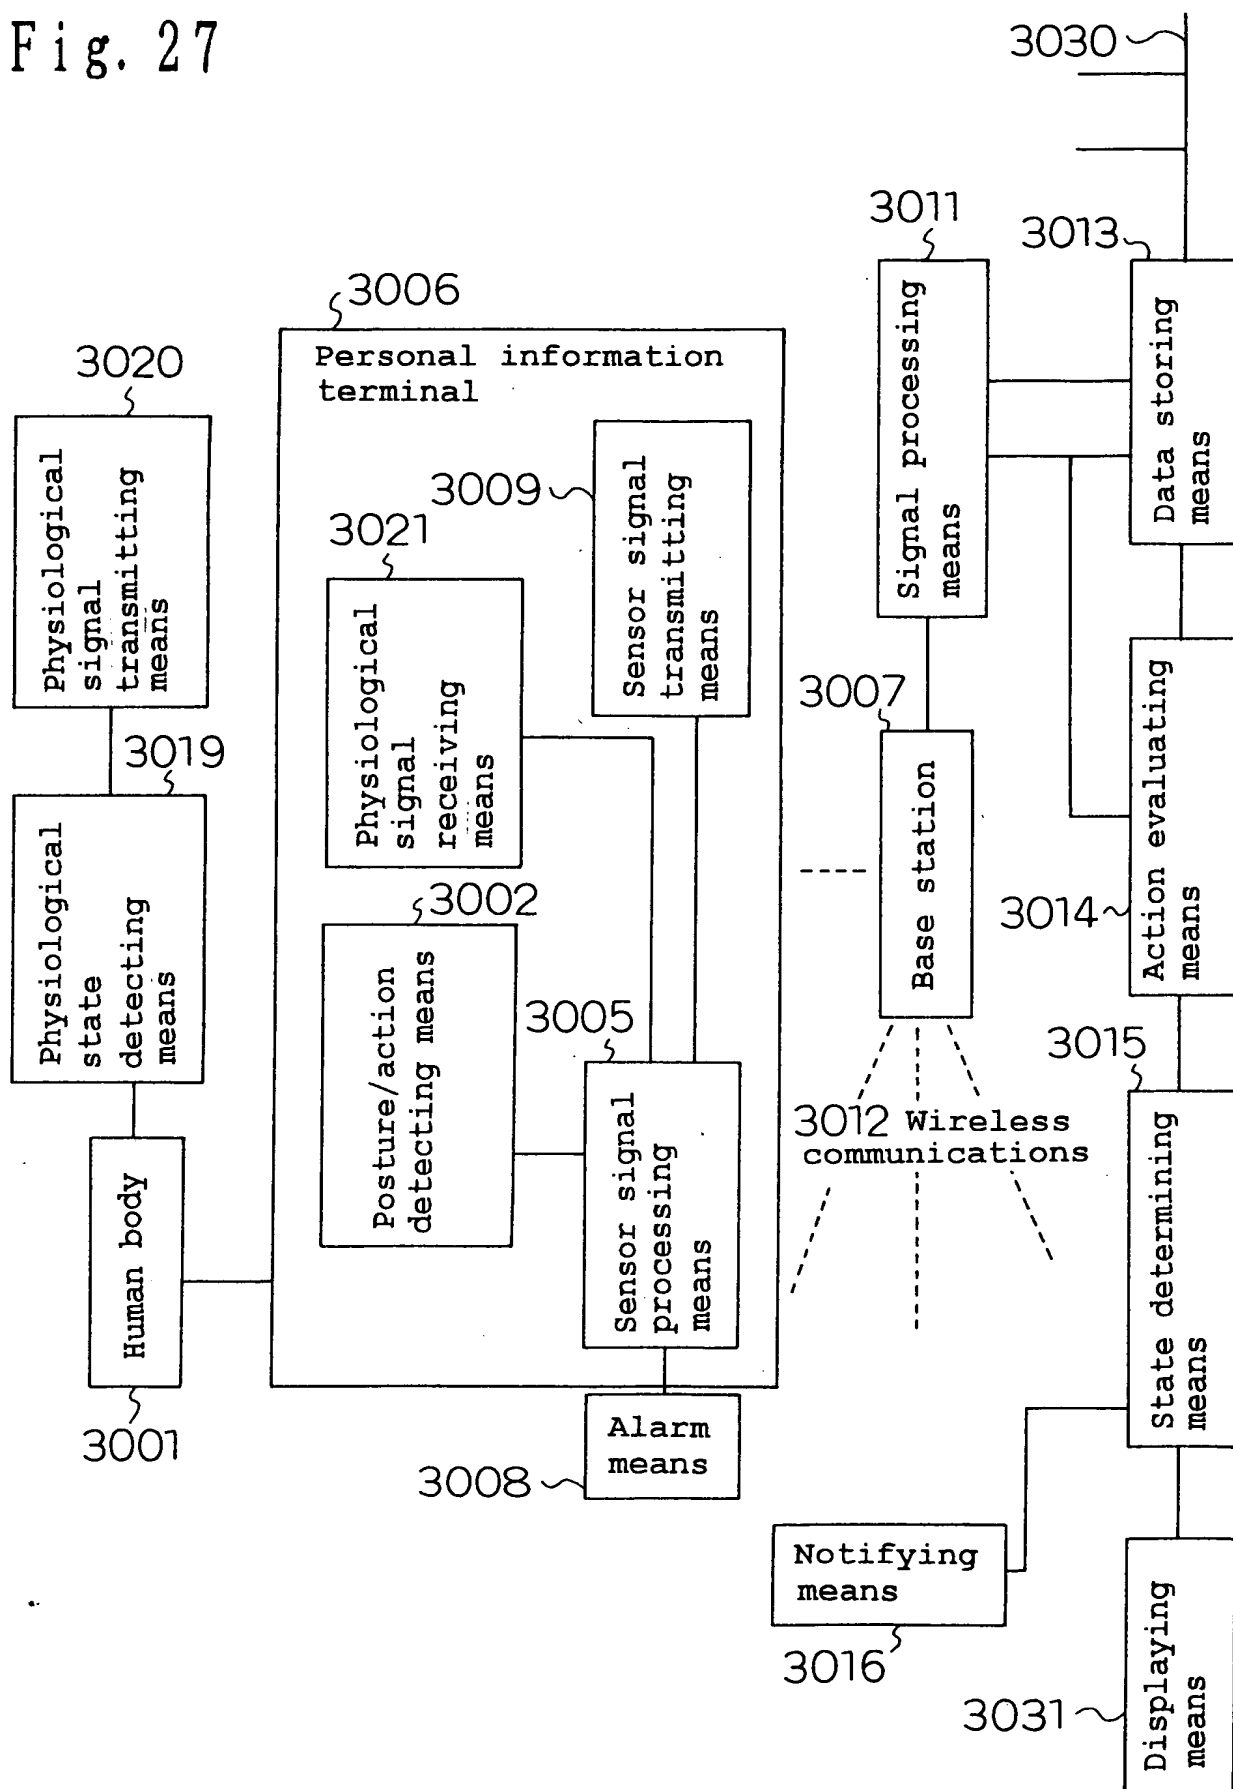 Fig. 27
3030
3011
3013
3006
3020
Personal information
terminal
Physiological
signal
transmitting
means
3009
3021
Sensor signal
transmitting
means
Physiological
signal
receiving
means
Signal processing
means
Data storing
means
3019
Physiological
state
detecting
means
3002
Posture/action
detecting means
3005
Sensor signal
processing
means
3007
Base station
3014
Action evaluating
means
3012 Wireless
communications
3015
State determining
means
Human body
3001
Alarm
means
3008
Notifying
means
3016
3031
Displaying
means